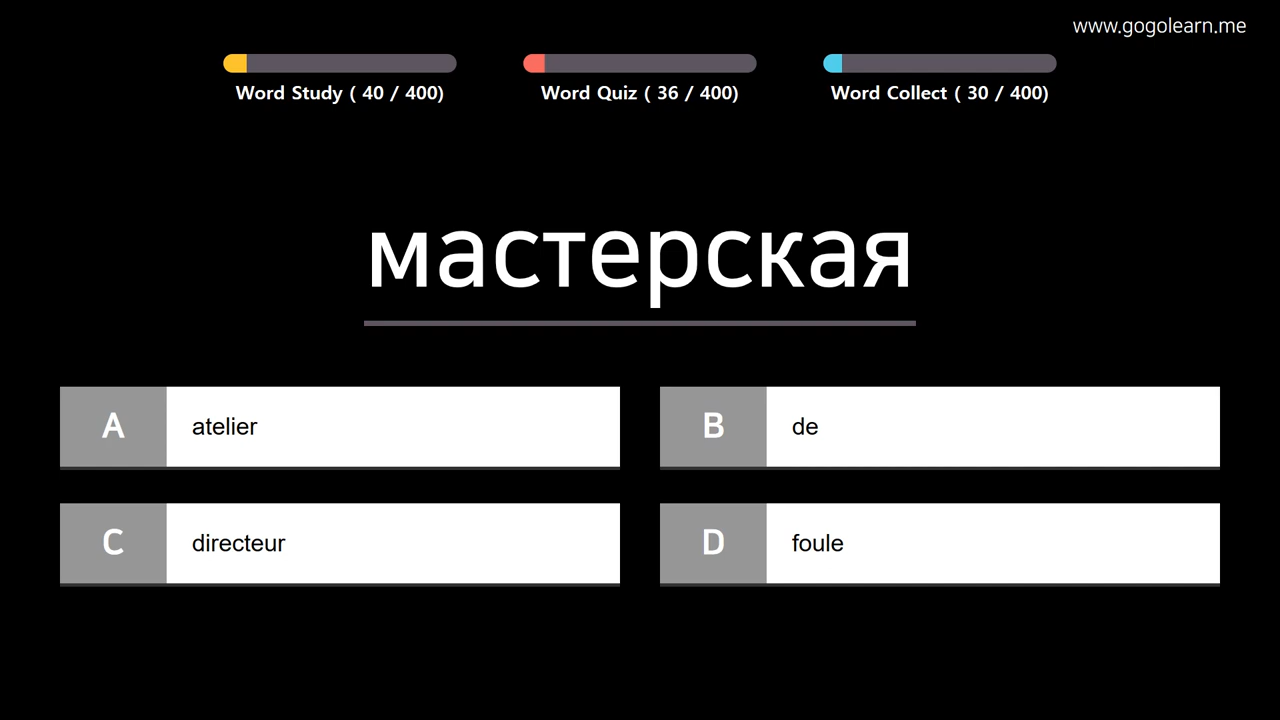 www.gogolearn.me
Word Study ( 40 / 400)
Word Quiz ( 36 / 400)
Word Collect ( 30 / 400)
мастерская
A atelier
B de
C directeur
D foule